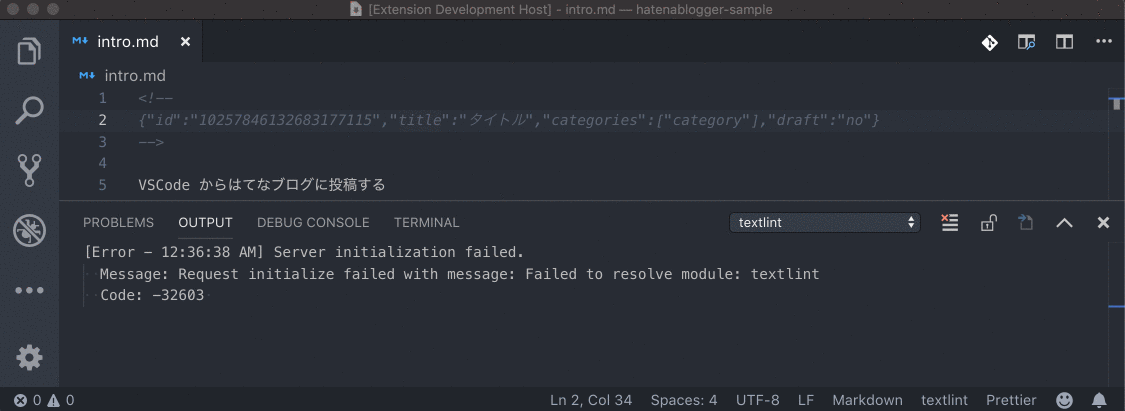 [Extension Development Host] - intro.md — hatenablogger-sample
M↓ intro.md ×
M↓ intro.md
1 <!--
2 {"id":"10257846132683177115","title":"タイトル","categories":["category"],"draft":"no"}
3 -->
4
5 VSCode からはてなブログに投稿する
PROBLEMS OUTPUT DEBUG CONSOLE TERMINAL textlint
[Error - 12:36:38 AM] Server initialization failed.
Message: Request initialize failed with message: Failed to resolve module: textlint
Code: -32603
0 0 Ln 2, Col 34 Spaces: 4 UTF-8 LF Markdown textlint Prettier